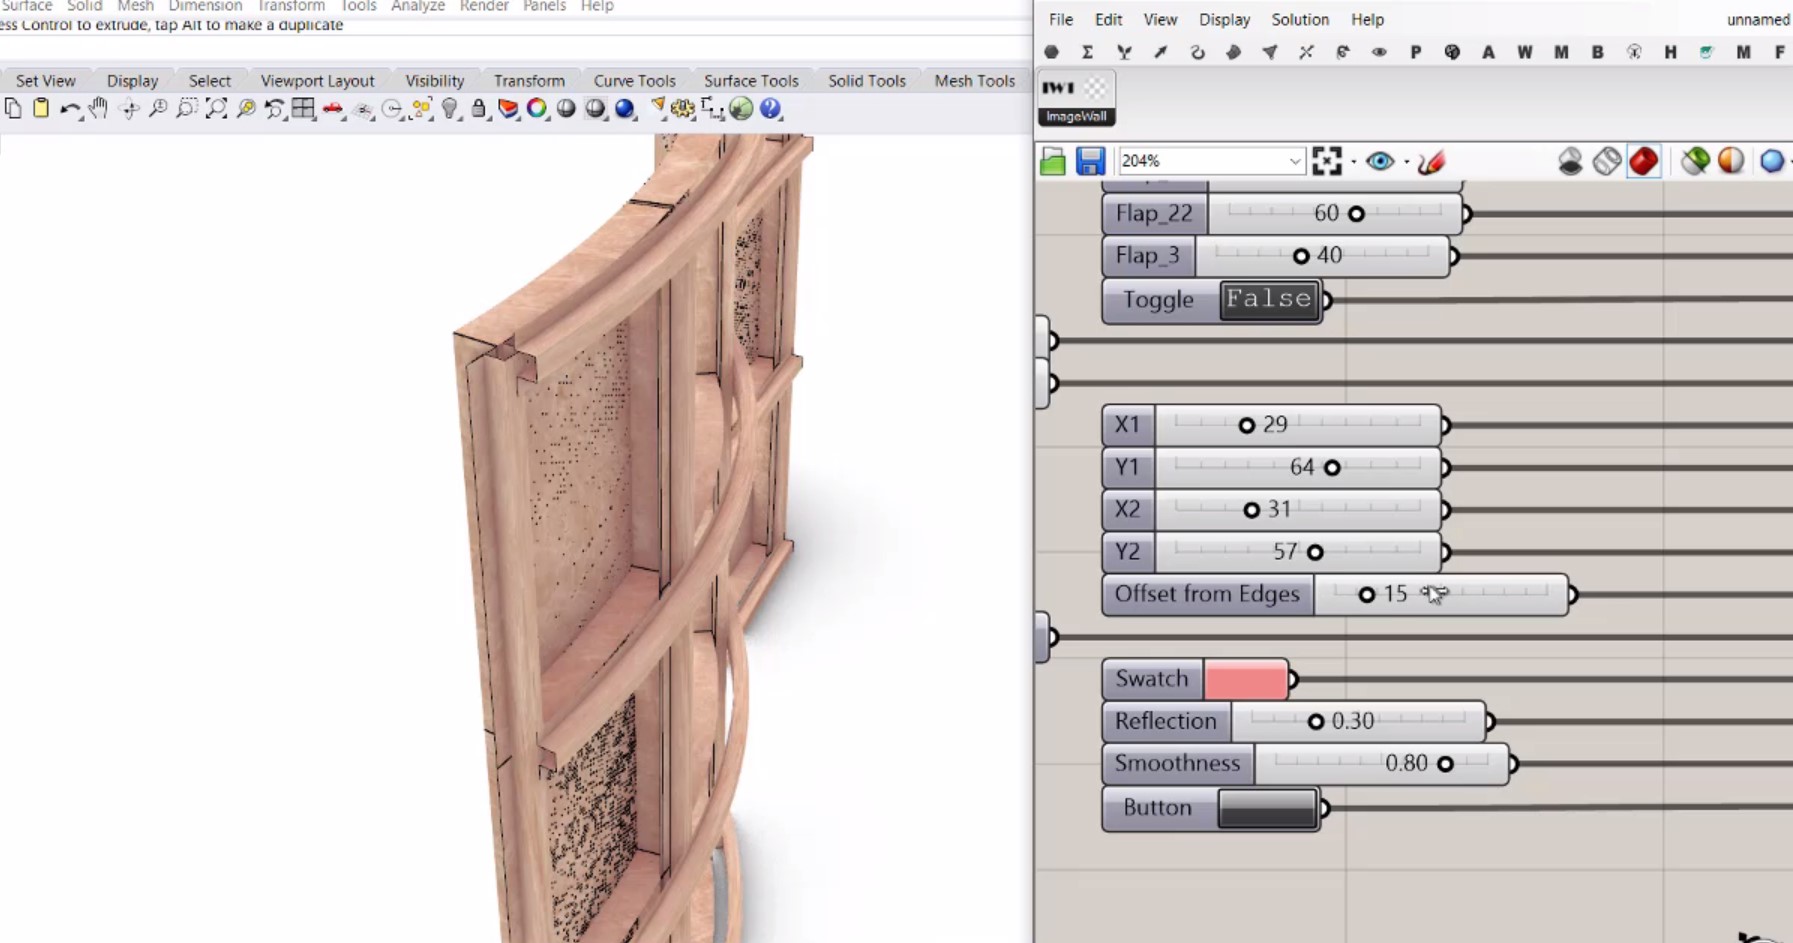 Surface Solid Mesh Dimension Transform Tools Analyze Render Panels Help
ess Control to extrude, tap Alt to make a duplicate
Set View Display Select Viewport Layout Visibility Transform Curve Tools Surface Tools Solid Tools Mesh Tools
File Edit View Display Solution Help unnamed
P A W M B H M F
IW1
ImageWall
204%
Flap_22 60
Flap_3 40
Toggle False
X1 29
Y1 64
X2 31
Y2 57
Offset from Edges 15
Swatch
Reflection 0.30
Smoothness 0.80
Button